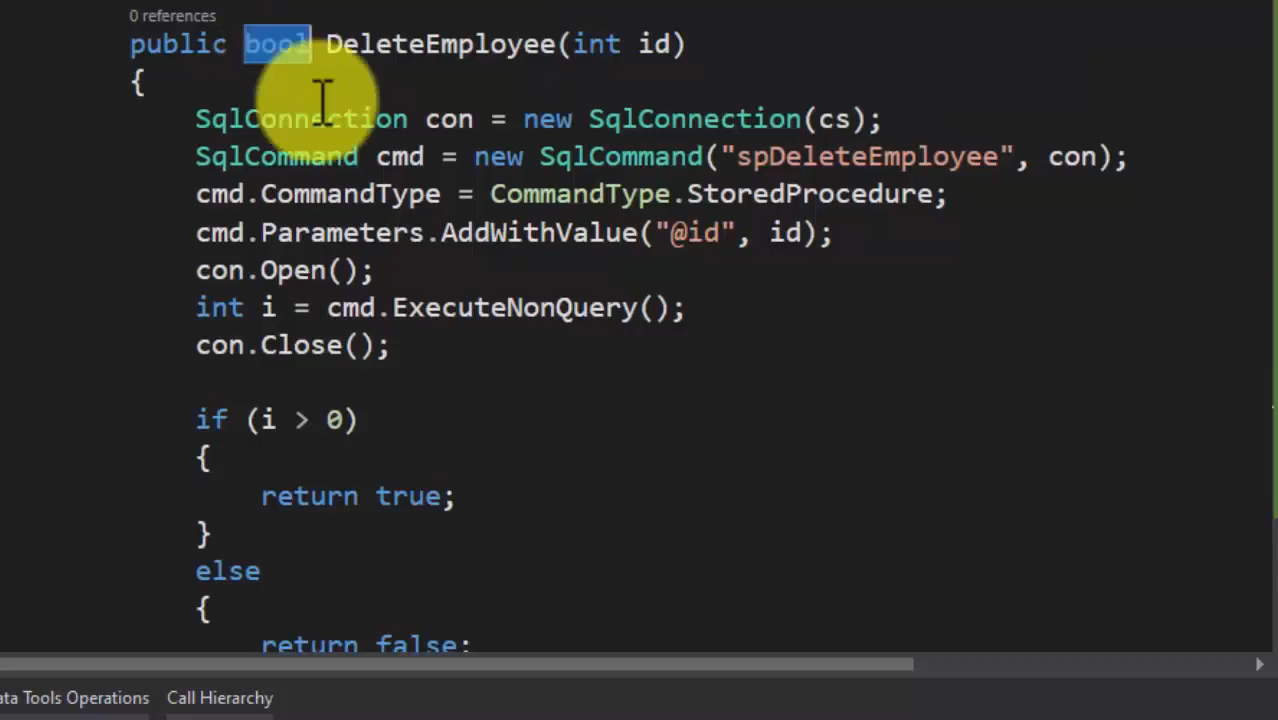 0 references
public bool DeleteEmployee(int id)
{
SqlConnection con = new SqlConnection(cs);
SqlCommand cmd = new SqlCommand("spDeleteEmployee", con);
cmd.CommandType = CommandType.StoredProcedure;
cmd.Parameters.AddWithValue("@id", id);
con.Open();
int i = cmd.ExecuteNonQuery();
con.Close();
if (i > 0)
{
return true;
}
else
{
return false;
ata Tools Operations Call Hierarchy